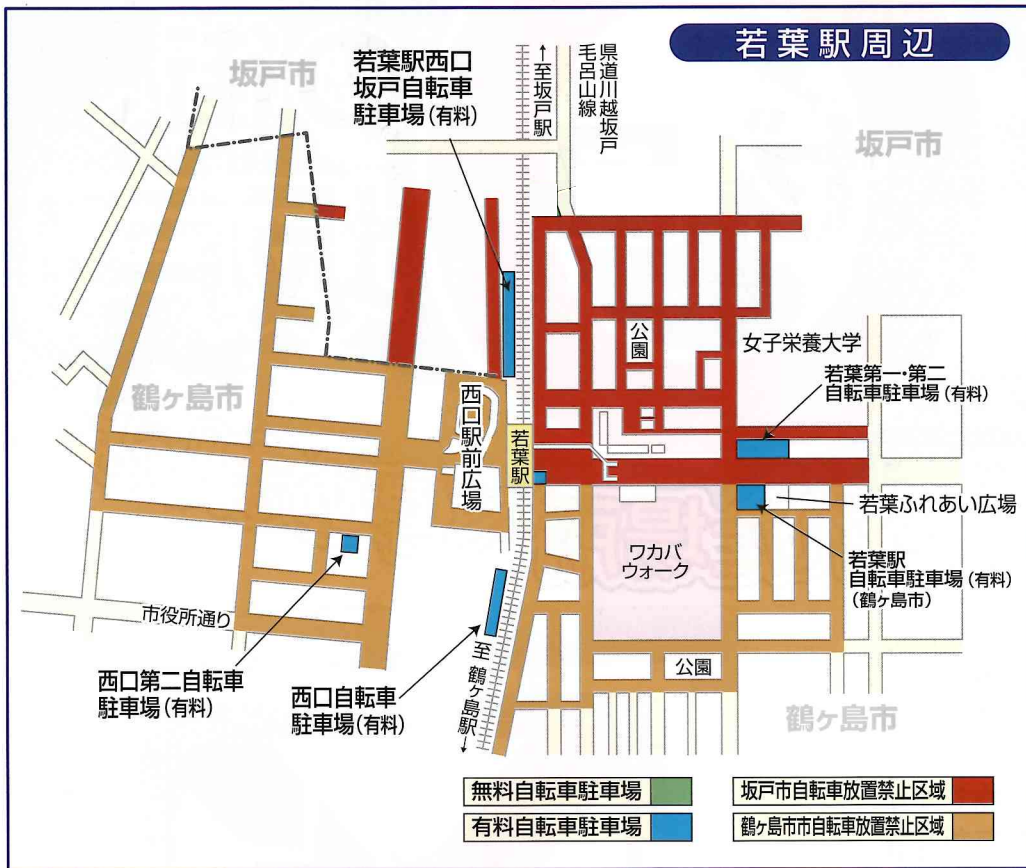 若葉駅周辺
坂戸市
若葉駅西口
坂戸自転車
駐車場(有料)
↑至坂戸駅
県道川越坂戸
毛呂山線
坂戸市
公園
女子栄養大学
若葉第一・第二
自転車駐車場(有料)
鶴ヶ島市
西口駅前広場
若葉駅
若葉ふれあい広場
ワカバ
ウォーク
若葉駅
自転車駐車場(有料)
(鶴ヶ島市)
市役所通り
西口第二自転車
駐車場(有料)
西口自転車
駐車場(有料)
至 鶴ヶ島駅→
公園
鶴ヶ島市
無料自転車駐車場
有料自転車駐車場
坂戸市自転車放置禁止区域
鶴ヶ島市市自転車放置禁止区域